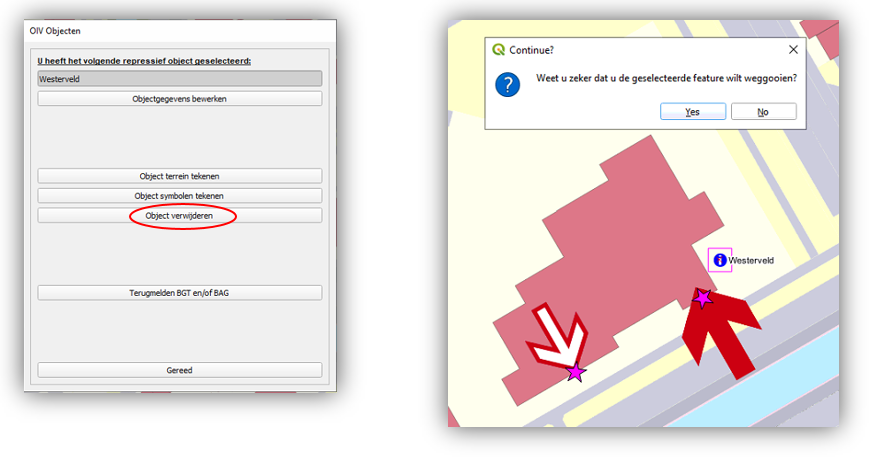 OIV Objecten
U heeft het volgende repressief object geselecteerd:
Westerveld
Objectgegevens bewerken
Object terrein tekenen
Object symbolen tekenen
Object verwijderen
Terugmelden BGT en/of BAG
Gereed
Continue?
Weet u zeker dat u de geselecteerde feature wilt weggooien?
Yes
No
Westerveld